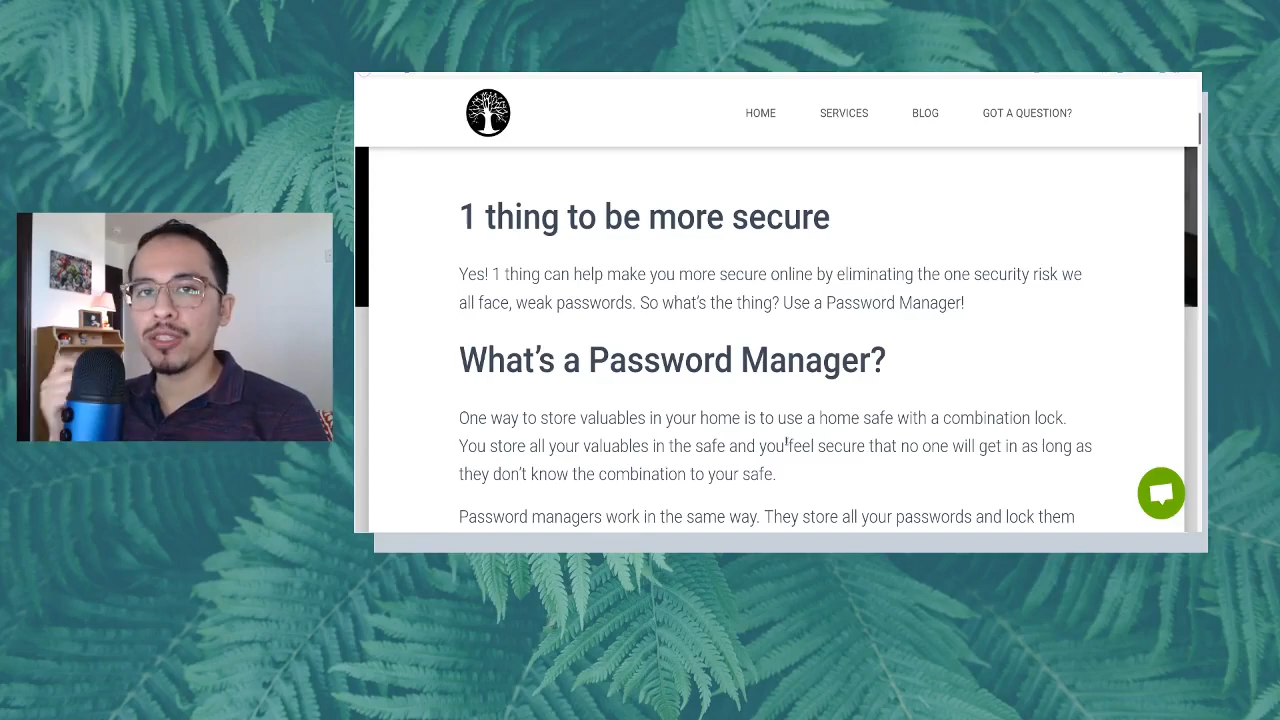 HOME SERVICES BLOG GOT A QUESTION?
1 thing to be more secure
Yes! 1 thing can help make you more secure online by eliminating the one security risk we
all face, weak passwords. So what's the thing? Use a Password Manager!
What's a Password Manager?
One way to store valuables in your home is to use a home safe with a combination lock.
You store all your valuables in the safe and you feel secure that no one will get in as long as
they don't know the combination to your safe.
Password managers work in the same way. They store all your passwords and lock them